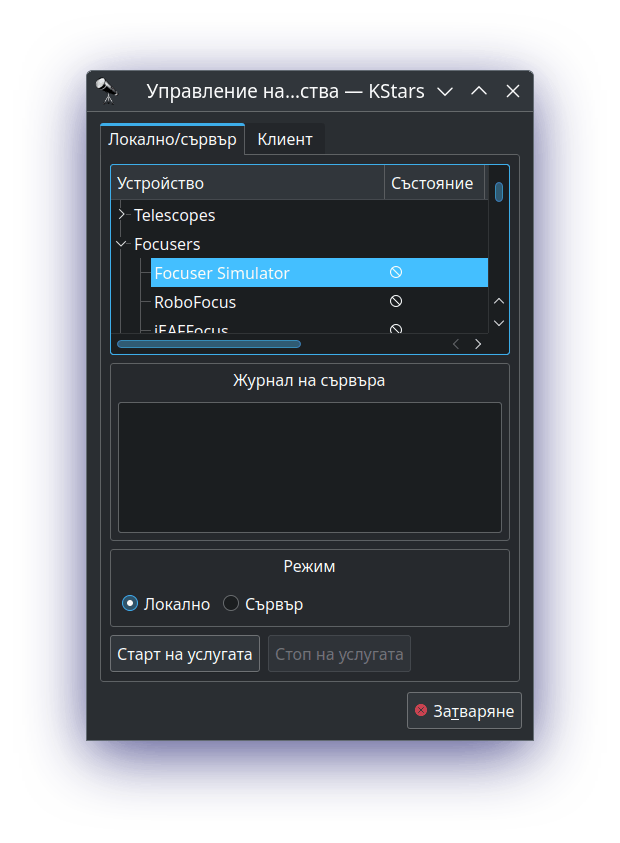 Управление на...ства — KStars
Локално/сървър Клиент
Устройство Състояние
Telescopes
Focusers
Focuser Simulator
RoboFocus
iEAFFocus
Журнал на сървъра
Режим
Локално Сървър
Старт на услугата Стоп на услугата
Затваряне